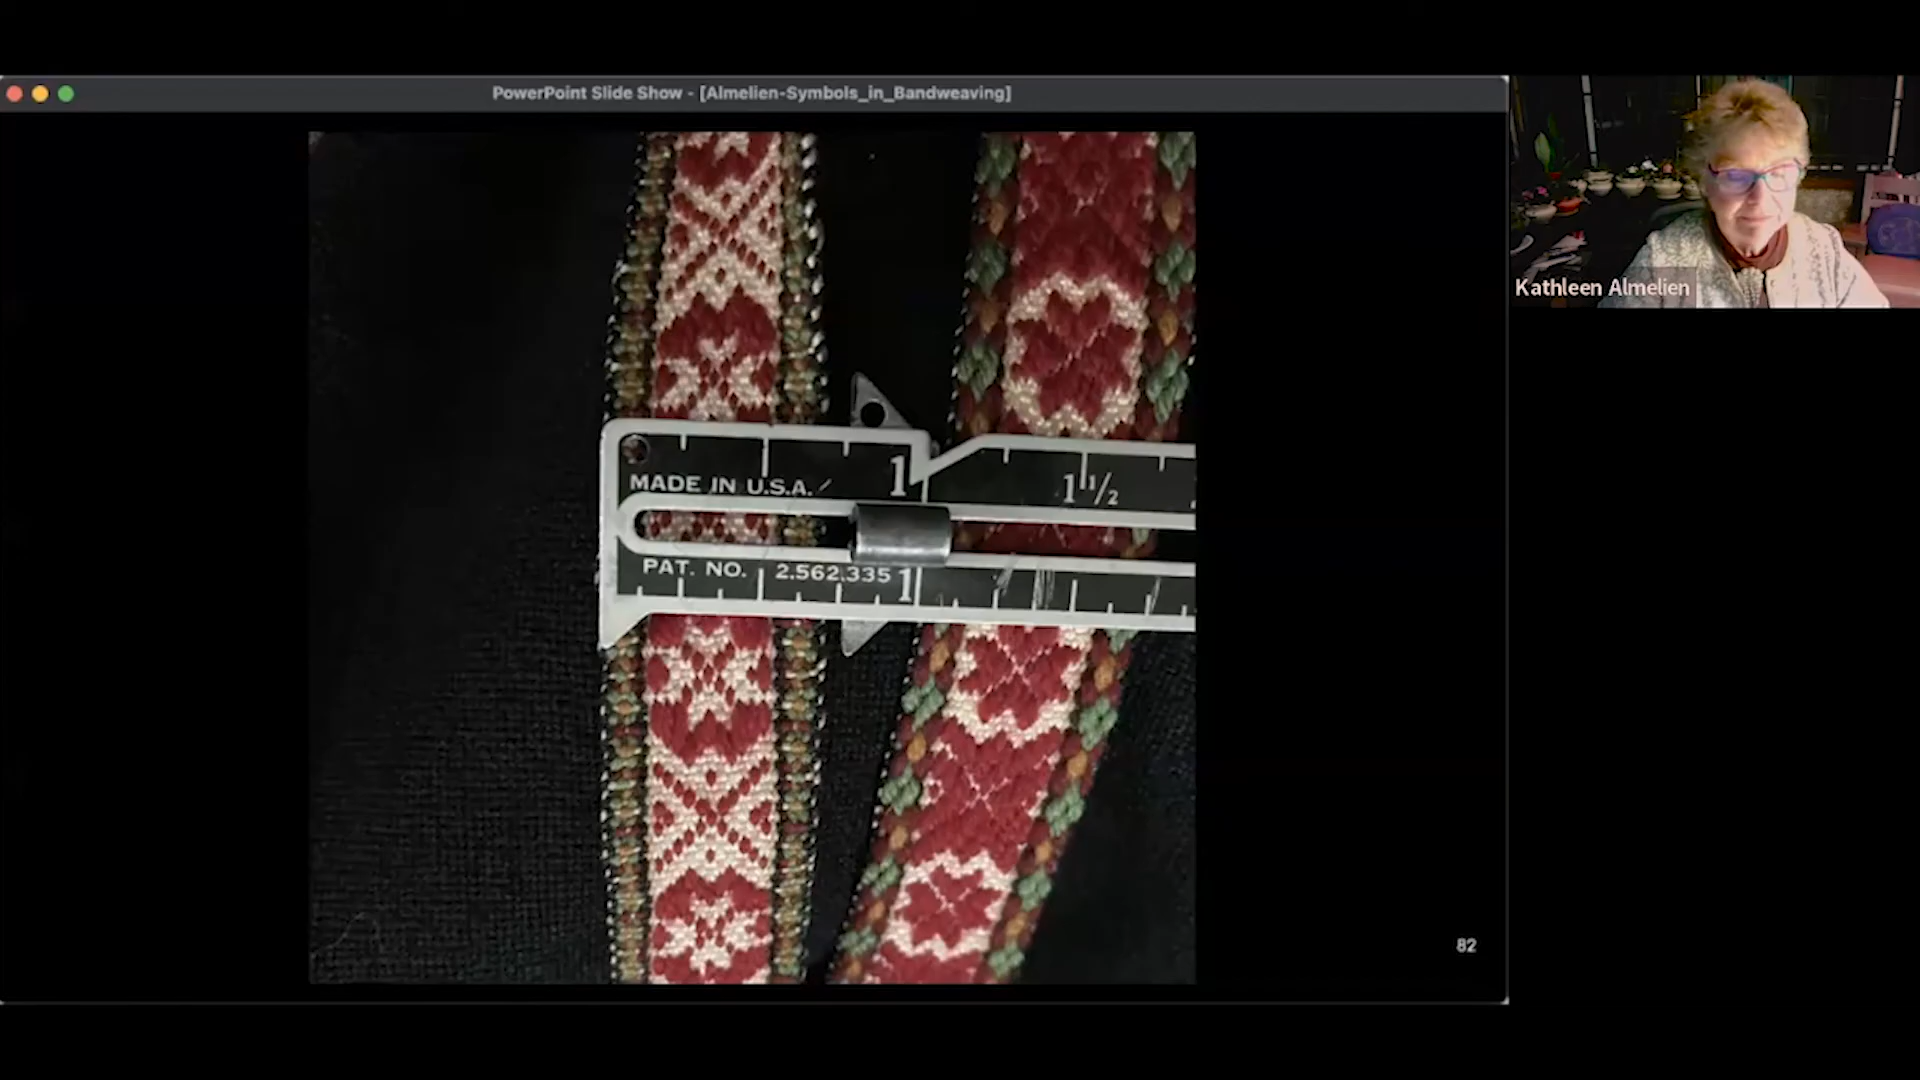 PowerPoint Slide Show - [Almelien-Symbols_in_Bandweaving]
Kathleen Almelien
1
1 1/2
MADE IN U.S.A.
PAT. NO. 2.562.335
1
82